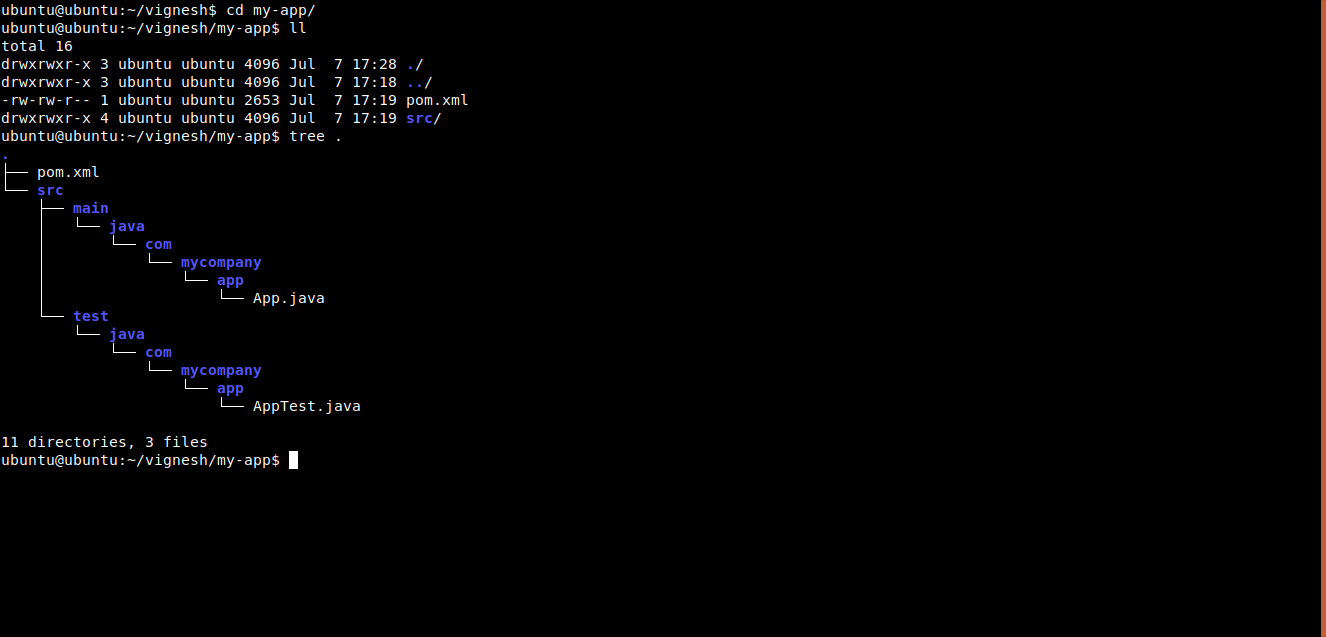 ubuntu@ubuntu:~/vignesh$ cd my-app/
ubuntu@ubuntu:~/vignesh/my-app$ ll
total 16
drwxrwxr-x 3 ubuntu ubuntu 4096 Jul  7 17:28 ./
drwxrwxr-x 3 ubuntu ubuntu 4096 Jul  7 17:18 ../
-rw-rw-r-- 1 ubuntu ubuntu 2653 Jul  7 17:19 pom.xml
drwxrwxr-x 4 ubuntu ubuntu 4096 Jul  7 17:19 src/
ubuntu@ubuntu:~/vignesh/my-app$ tree .
.
├── pom.xml
└── src
    ├── main
    │   └── java
    │       └── com
    │           └── mycompany
    │               └── app
    │                   └── App.java
    └── test
        └── java
            └── com
                └── mycompany
                    └── app
                        └── AppTest.java

11 directories, 3 files
ubuntu@ubuntu:~/vignesh/my-app$